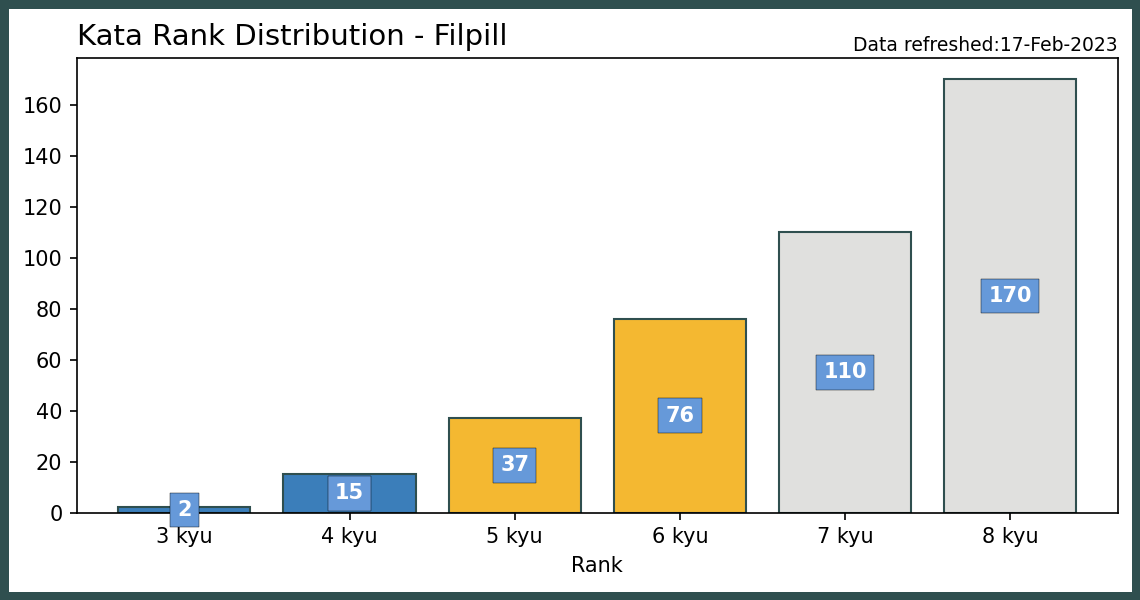 Kata Rank Distribution - Filpill
Data refreshed:17-Feb-2023
160
140
120
100
80
60
40
20
0
2
15
37
76
110
170
3 kyu
4 kyu
5 kyu
6 kyu
7 kyu
8 kyu
Rank